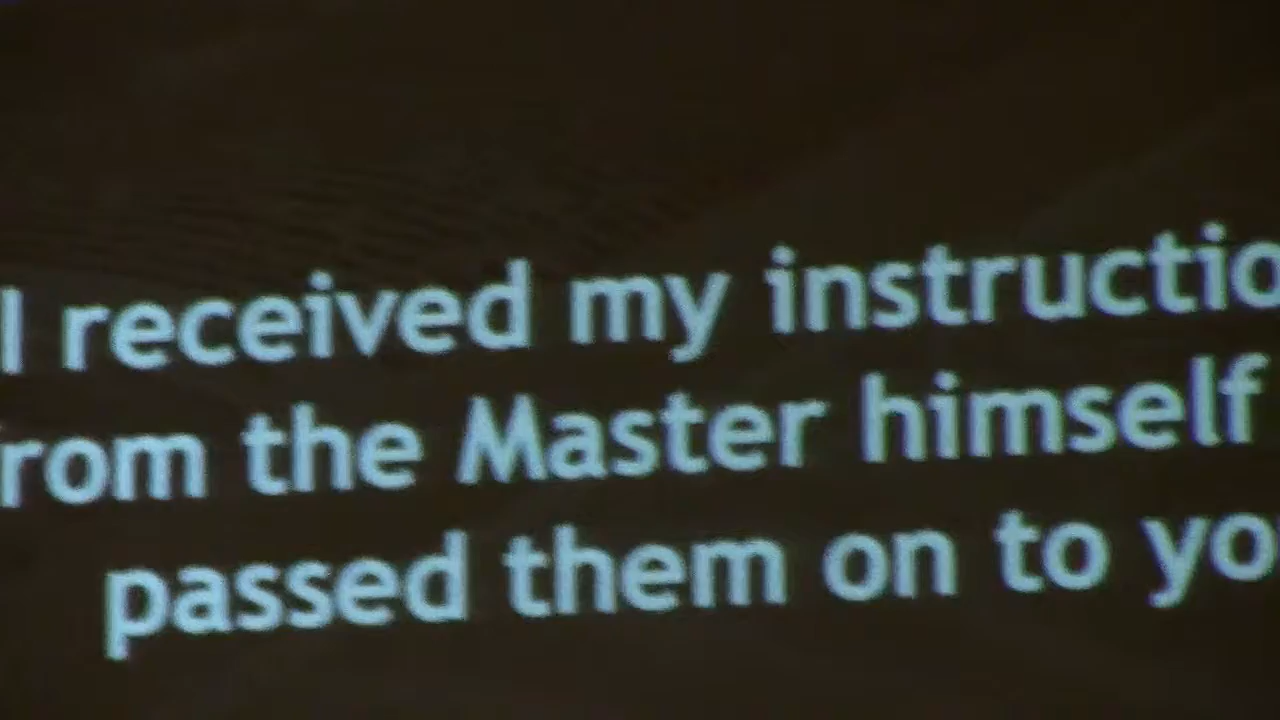 I received my instructio
rom the Master himself
passed them on to yo